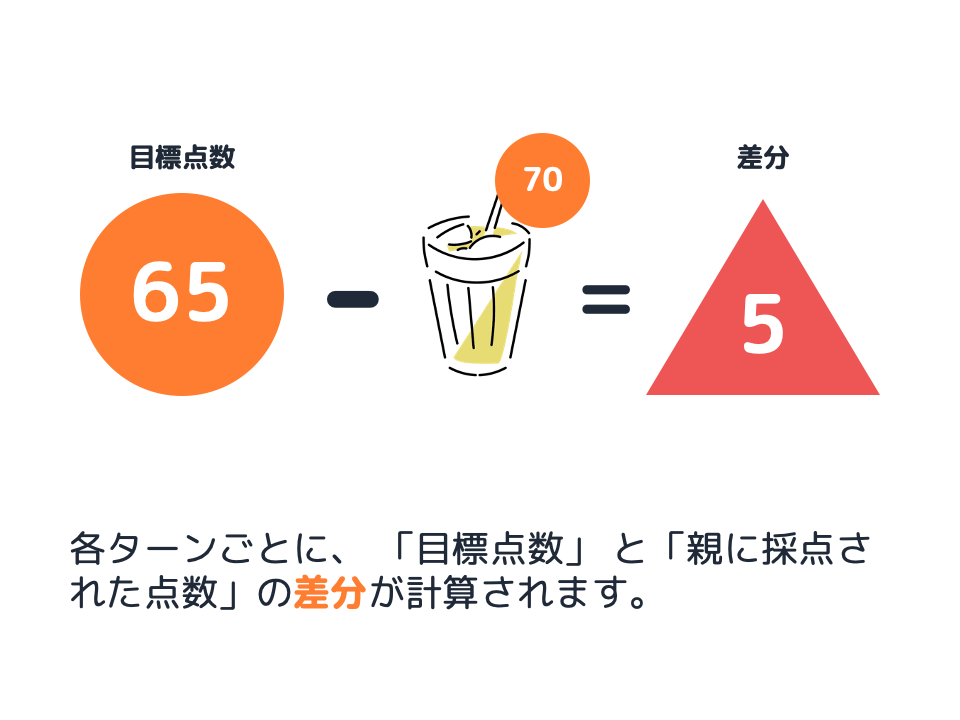 目標点数
差分
70
65
-
=
5
各ターンごとに、「目標点数」と「親に採点さ
れた点数」の差分が計算されます。